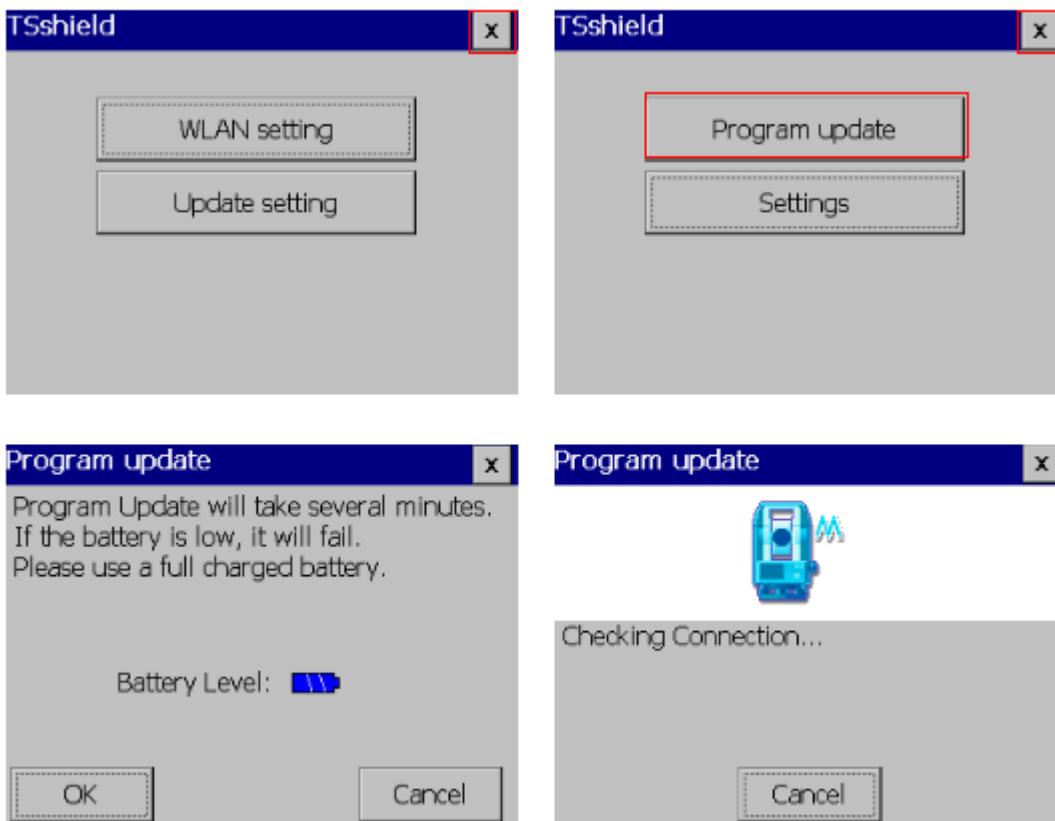 TSshield
x
WLAN setting
Update setting
TSshield
x
Program update
Settings
Program update
x
Program Update will take several minutes.
If the battery is low, it will fail.
Please use a full charged battery.
Battery Level:
OK
Cancel
Program update
x
Checking Connection...
Cancel